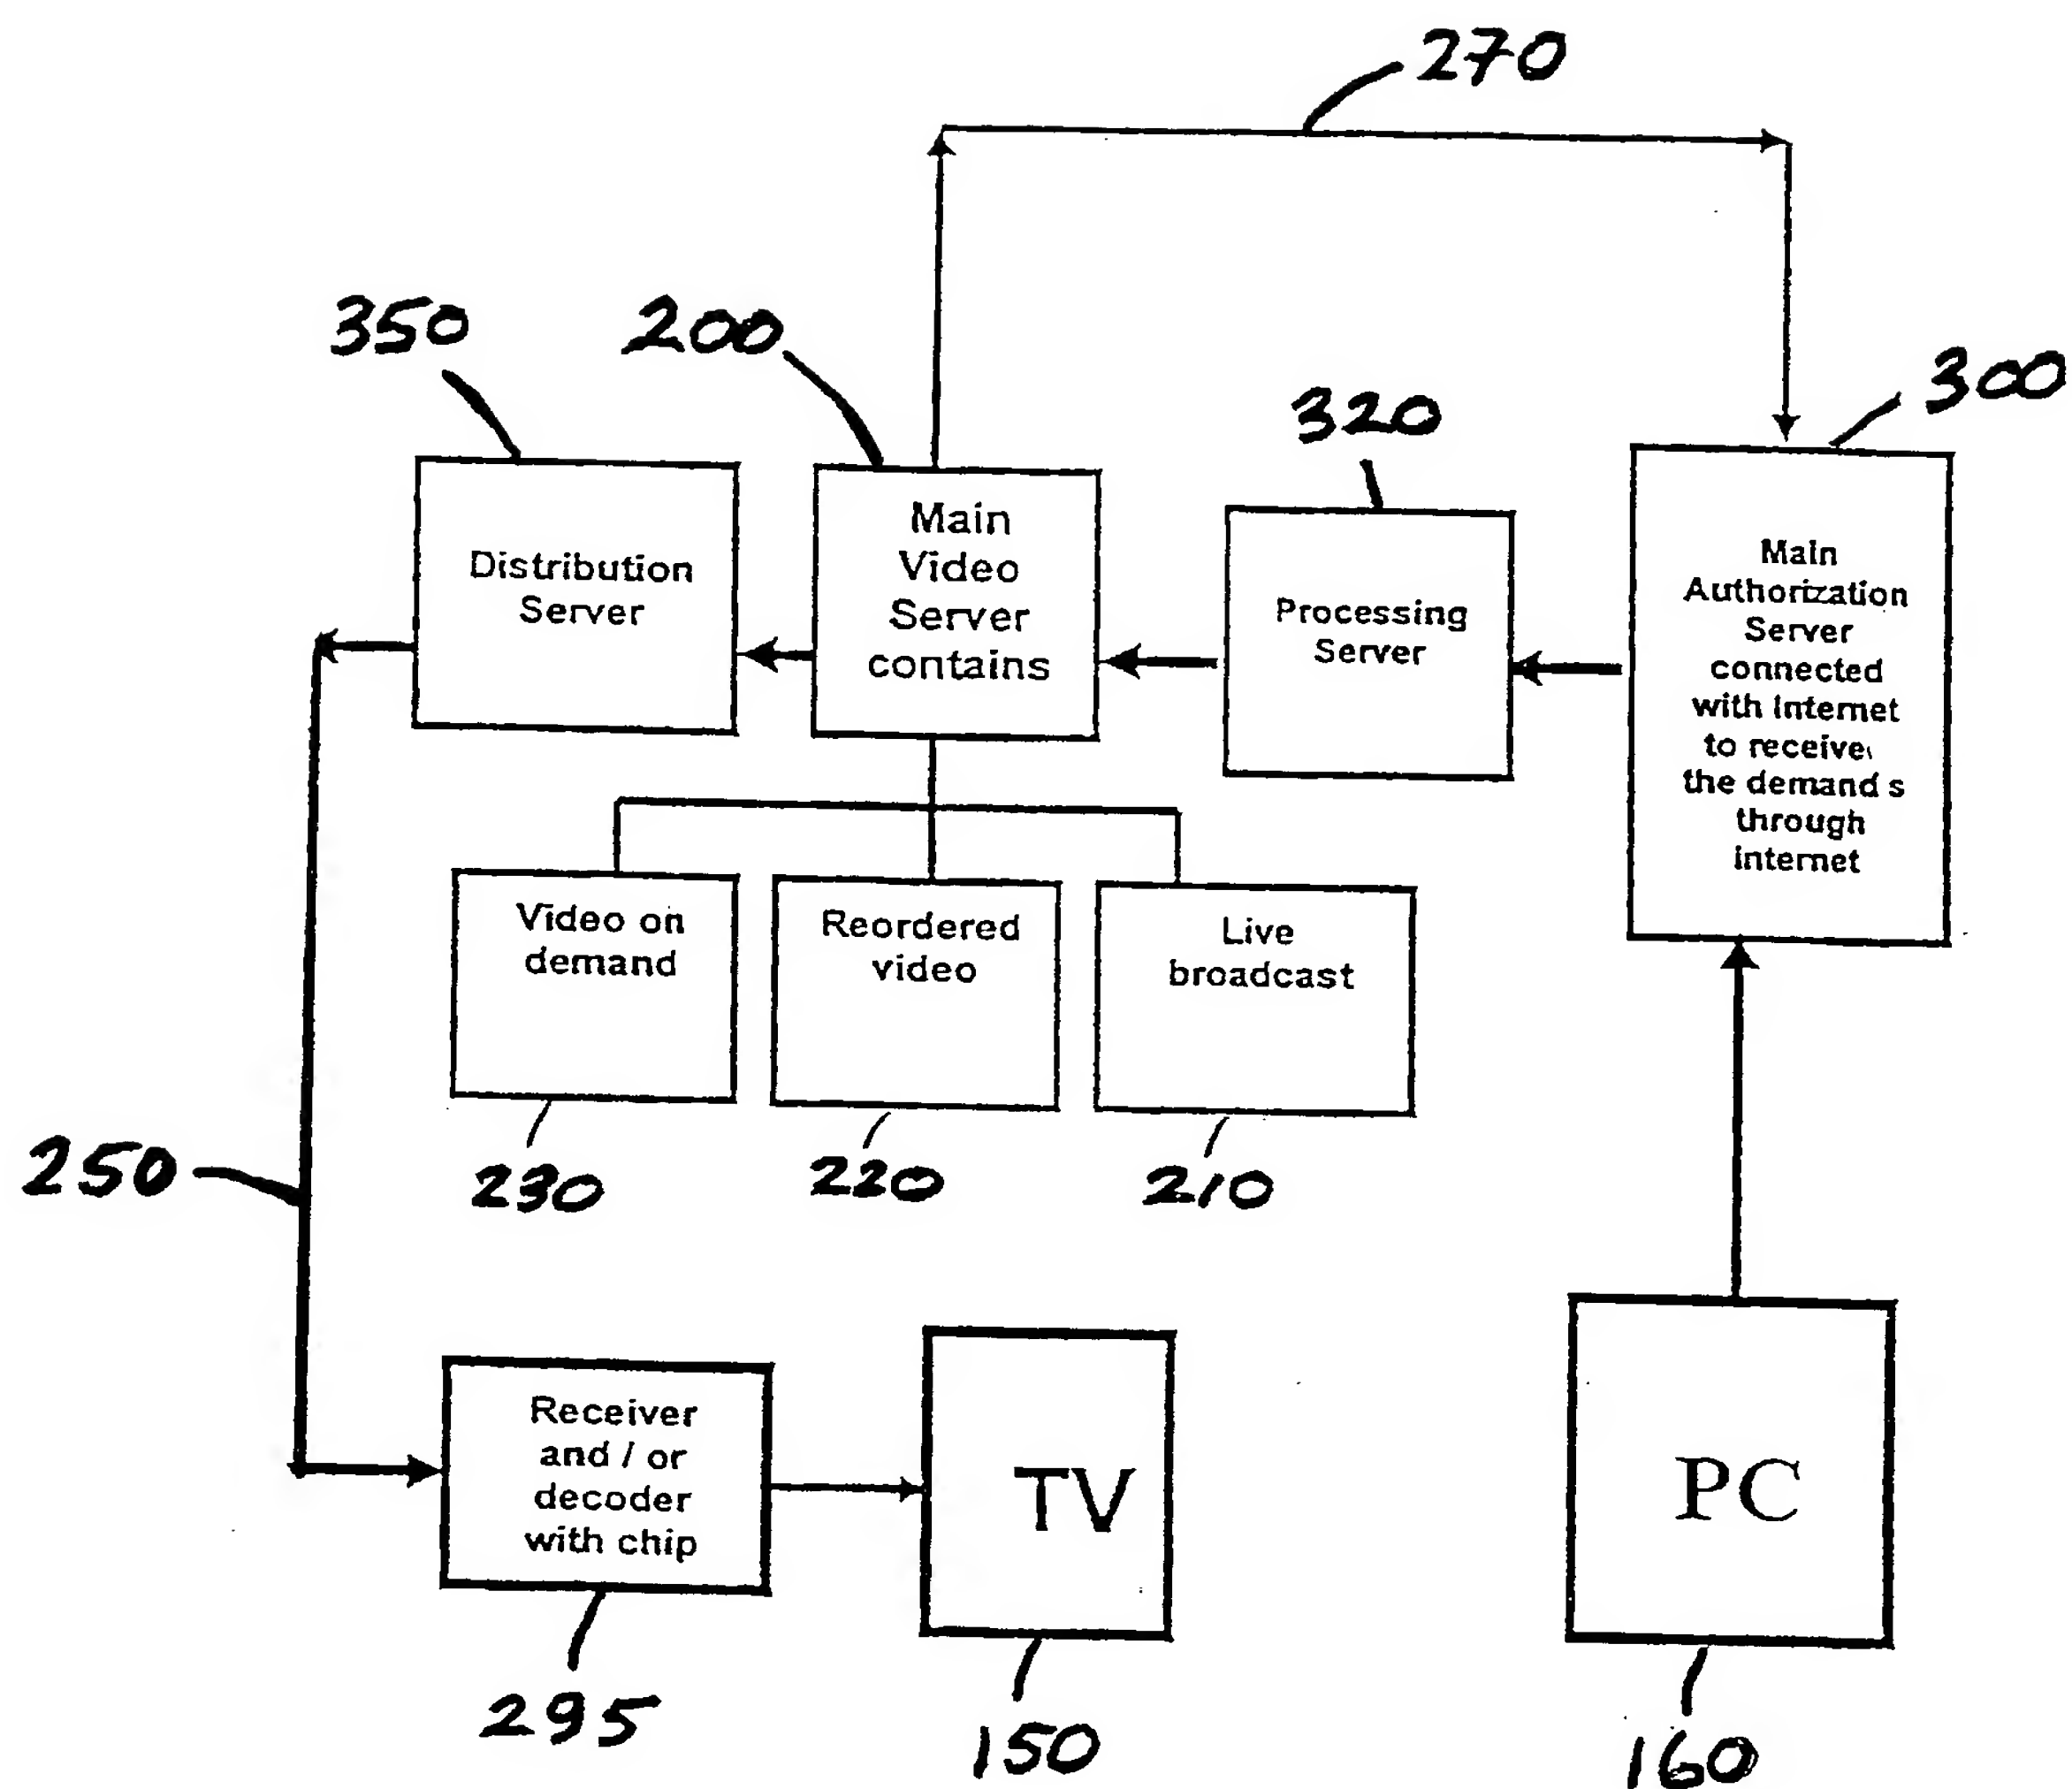 270
350
200
320
300
Distribution
Server
Main
Video
Server
contains
Processing
Server
Main
Authorization
Server
connected
with Internet
to receive
the demand s
through
internet
Video on
demand
Reordered
video
Live
broadcast
250
230
220
210
Receiver
and / or
decoder
with chip
TV
PC
295
150
160